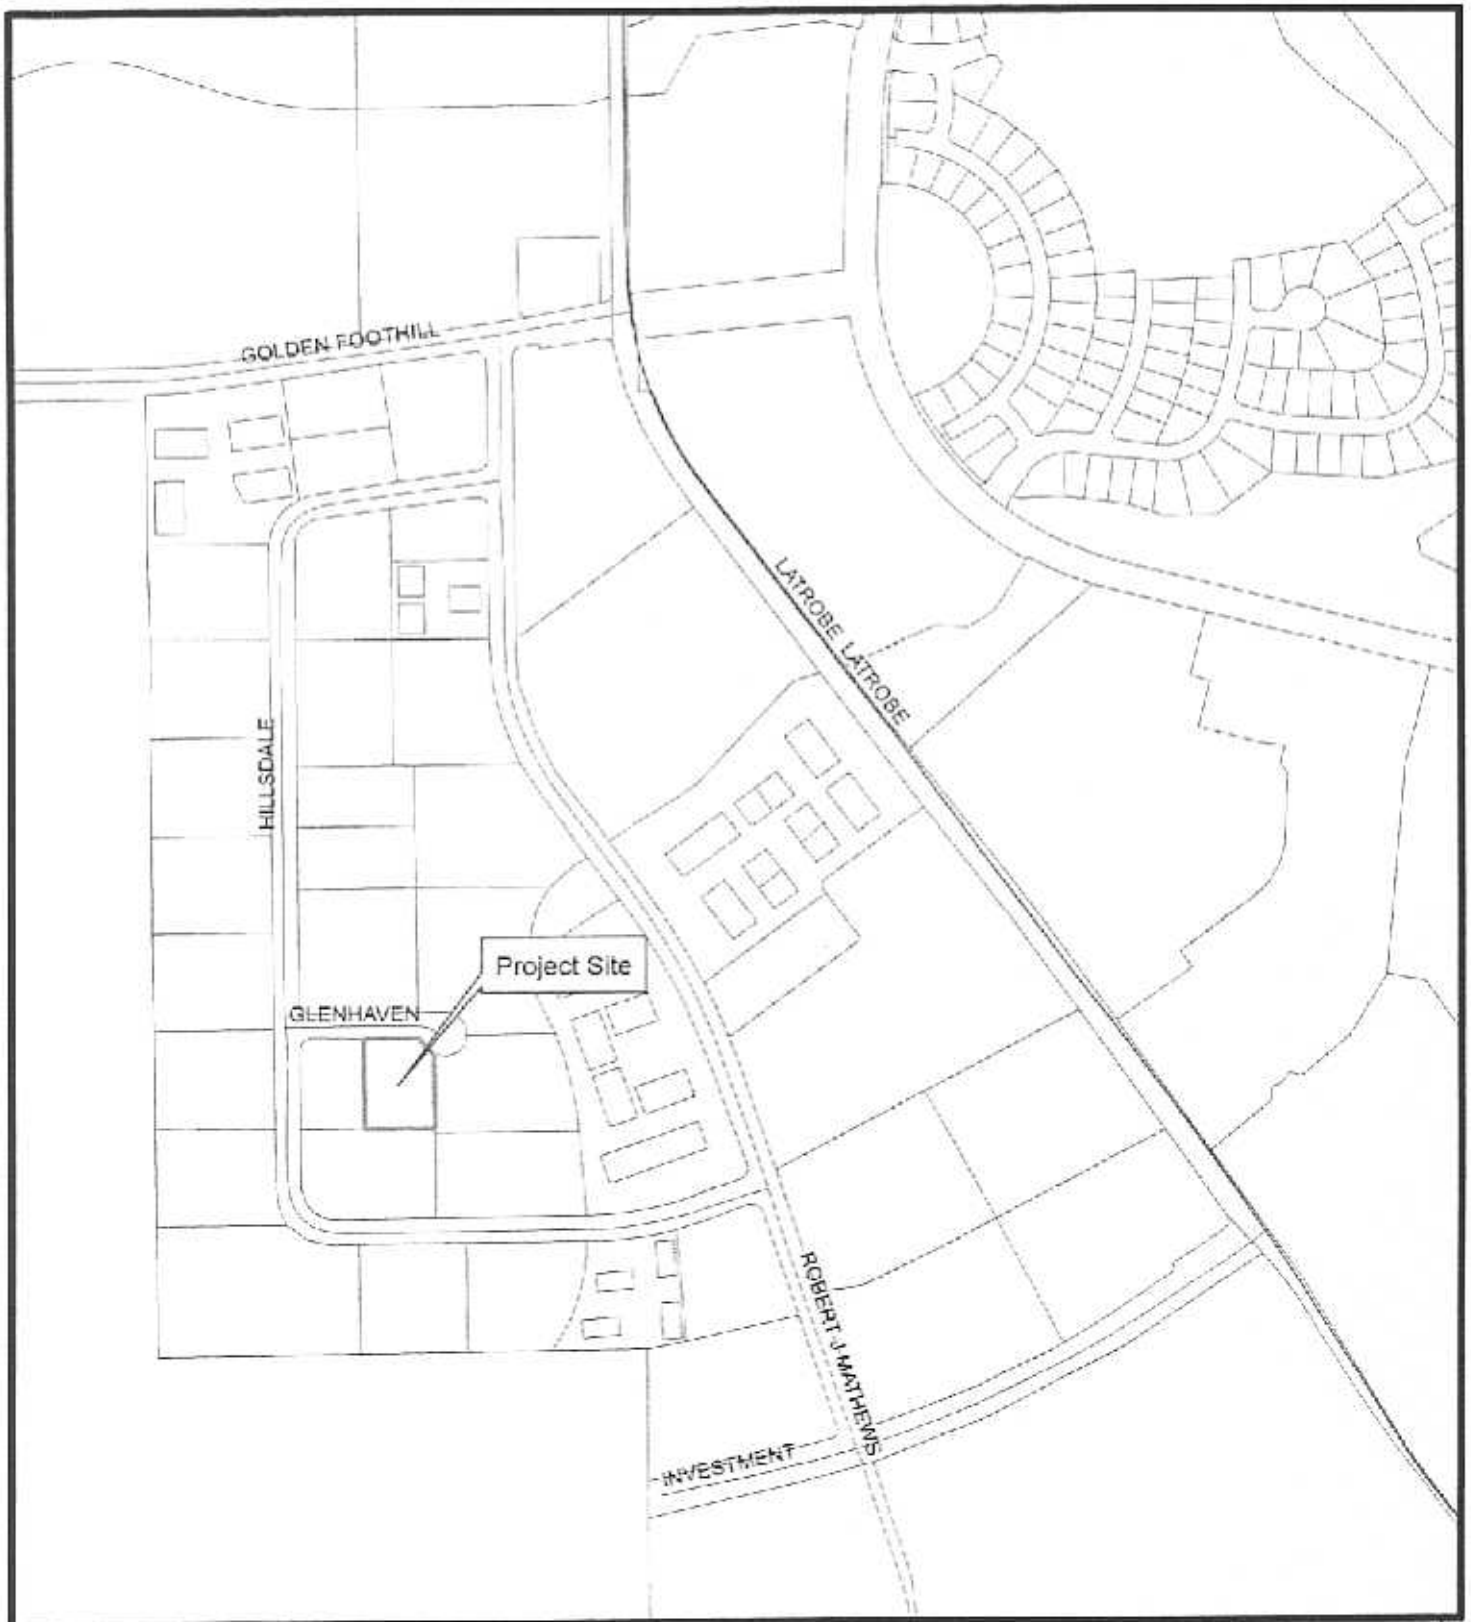 GOLDEN FOOTHILL
LATROBE LATROBE
HILLSDALE
Project Site
GLENHAVEN
ROBERT J MATHEWS
INVESTMENT